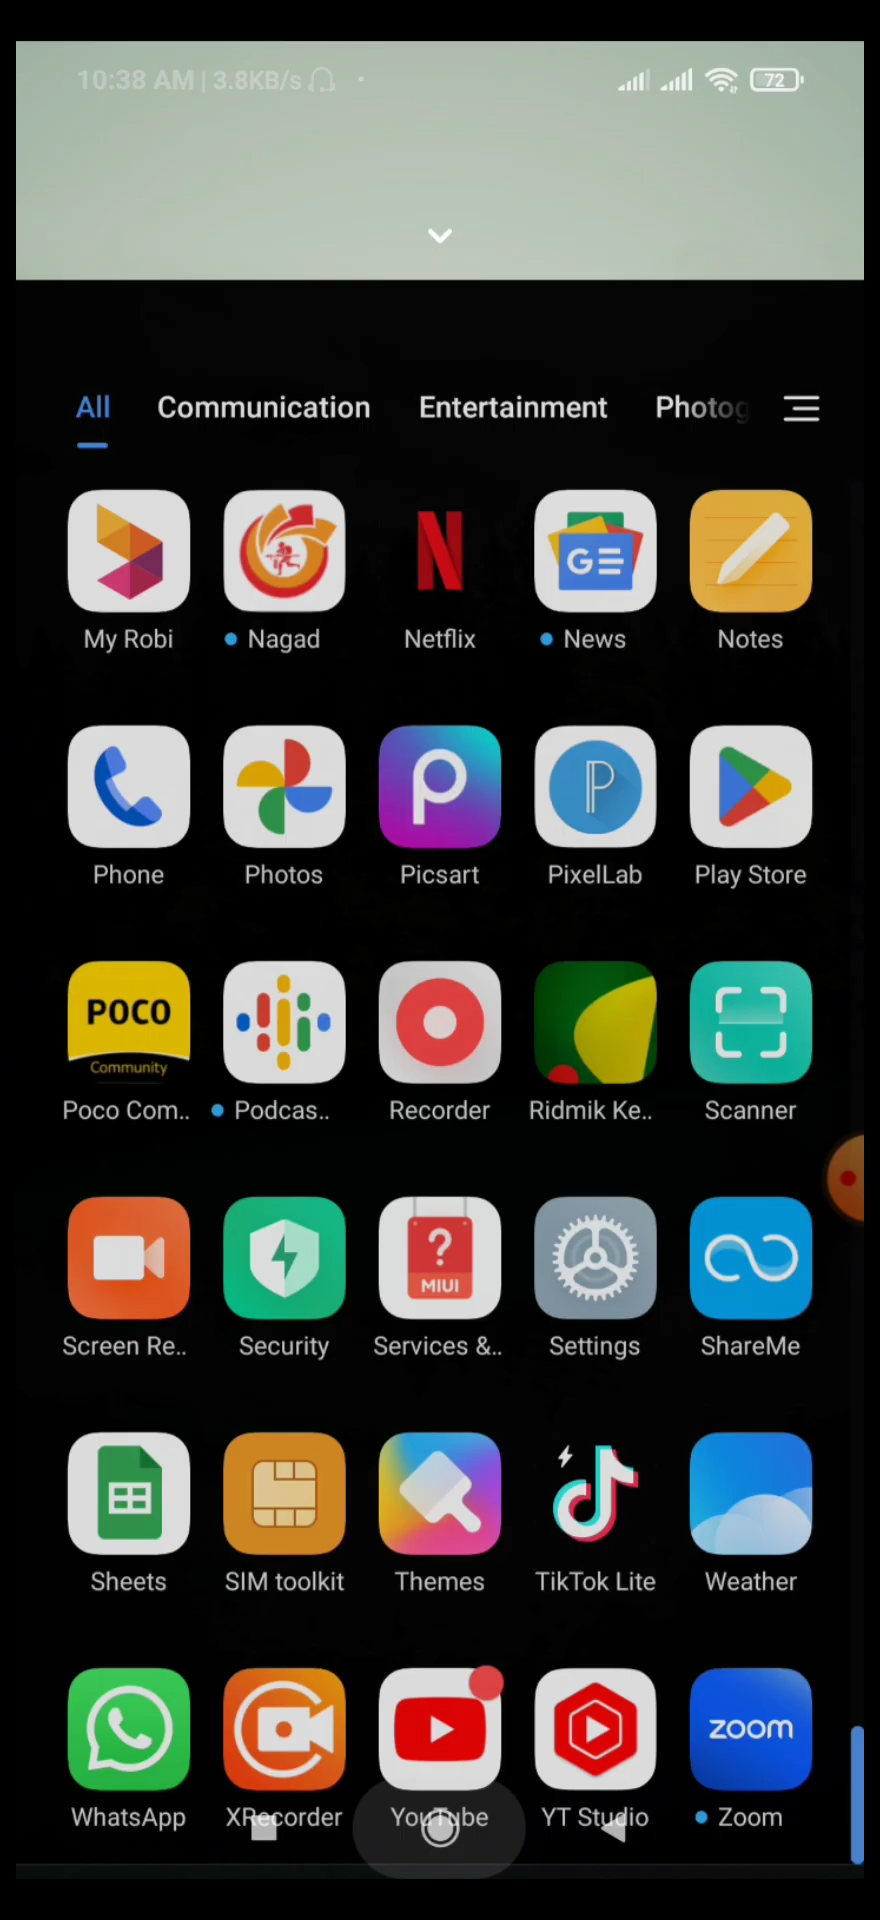 10:38 AM | 3.8KB/s 72
All Communication Entertainment Photog
My Robi Nagad Netflix News Notes
GE
Phone Photos Picsart PixelLab Play Store
POCO
Community
Poco Com.. Podcas.. Recorder Ridmik Ke.. Scanner
?
MIUI
Screen Re.. Security Services &.. Settings ShareMe
Sheets SIM toolkit Themes TikTok Lite Weather
zoom
WhatsApp XRecorder YouTube YT Studio Zoom